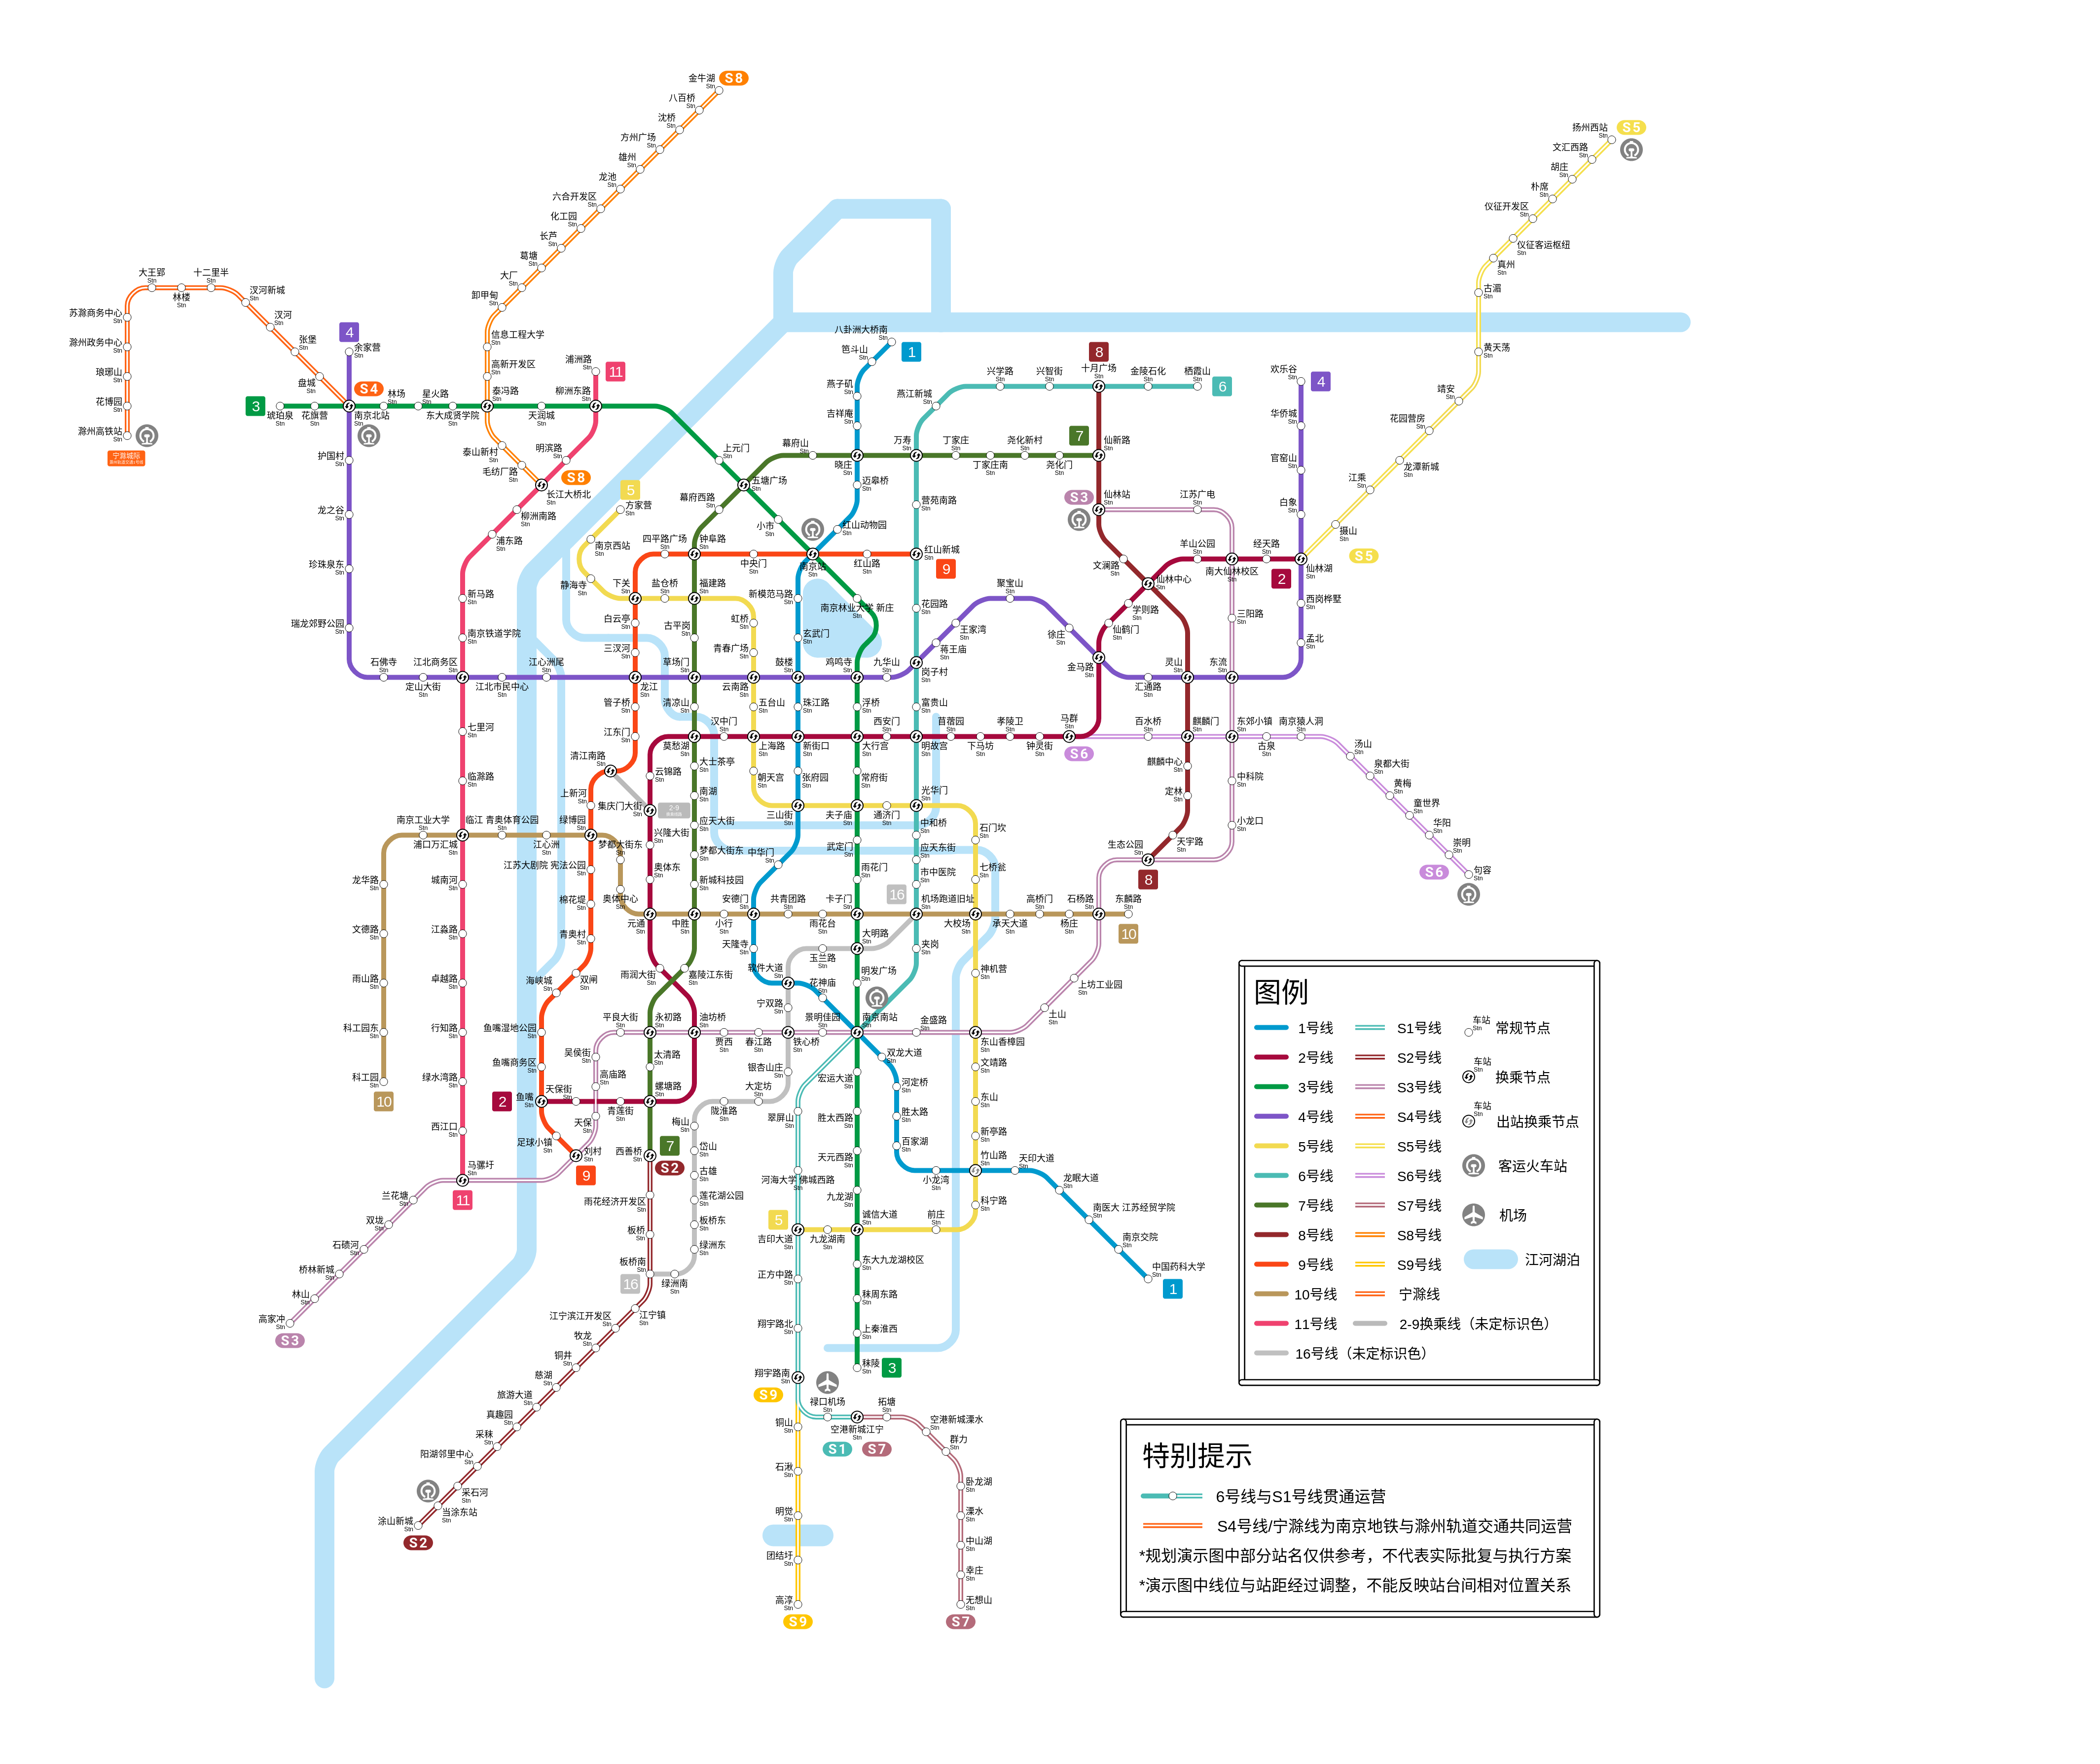 金牛湖
S8
八百桥
沈桥
方州广场
雄州
龙池
六合开发区
化工园
长芦
葛塘
大厂
卸甲甸
信息工程大学
高新开发区
泰冯路
泰山新村
毛纺厂路
S8
长江大桥北
扬州西站
S5
文汇西路
胡庄
朴席
仪征开发区
仪征客运枢纽
真州
古湄
黄天荡
靖安
花园营房
龙潭新城
江乘
摄山
S5
大王郢
林楼
十二里半
汊河新城
汊河
张堡
盘城
S4
苏滁商务中心
滁州政务中心
琅琊山
花博园
滁州高铁站
宁滁城际
4
余家营
3
琥珀泉
花旗营
南京北站
林场
星火路
东大成贤学院
天润城
柳洲东路
浦洲路
11
明滨路
柳洲南路
浦东路
新马路
南京铁道学院
护国村
龙之谷
珍珠泉东
瑞龙郊野公园
石佛寺
定山大街
江北商务区
江北市民中心
江心洲尾
龙江
草场门
云南路
鼓楼
鸡鸣寺
九华山
岗子村
蒋王庙
王家湾
聚宝山
徐庄
金马路
汇通路
灵山
东流
孟北
西岗桦墅
仙林湖
白象
官窑山
华侨城
欢乐谷
4
八卦洲大桥南
1
笆斗山
燕子矶
吉祥庵
晓庄
迈皋桥
红山动物园
南京站
新模范马路
玄武门
珠江路
新街口
张府园
三山街
中华门
安德门
天隆寺
软件大道
花神庙
南京南站
双龙大道
河定桥
胜太路
百家湖
小龙湾
竹山路
天印大道
龙眠大道
南医大 江苏经贸学院
南京交院
中国药科大学
1
上元门
五塘广场
小市
南京林业大学 新庄
浮桥
大行宫
常府街
夫子庙
武定门
雨花门
卡子门
大明路
明发广场
宏运大道
胜太西路
天元西路
九龙湖
诚信大道
东大九龙湖校区
秣周东路
上秦淮西
秣陵
3
兴学路
兴智街
8
十月广场
金陵石化
栖霞山
6
燕江新城
7
幕府山
万寿
丁家庄
丁家庄南
尧化新村
尧化门
仙新路
幕府西路
营苑南路
红山新城
9
红山路
中央门
钟阜路
四平路广场
花园路
富贵山
明故宫
光华门
中和桥
应天东街
市中医院
16
机场跑道旧址
夹岗
S3
仙林站
江苏广电
文澜路
仙林中心
羊山公园
南大仙林校区
经天路
2
学则路
仙鹤门
三阳路
5
方家营
南京西站
静海寺
下关
盐仓桥
福建路
虹桥
青春广场
五台山
上海路
朝天宫
通济门
石门坎
七桥瓮
大校场
神机营
东山香樟园
文靖路
东山
新亭路
科宁路
前庄
九龙湖南
吉印大道
5
白云亭
三汊河
管子桥
江东门
清江南路
上新河
绿博园
江苏大剧院 宪法公园
棉花堤
青奥村
双闸
海峡城
鱼嘴湿地公园
鱼嘴商务区
鱼嘴
足球小镇
刘村
9
古平岗
清凉山
莫愁湖
汉中门
西安门
苜蓿园
下马坊
孝陵卫
钟灵街
马群
S6
百水桥
麒麟门
东郊小镇
古泉
南京猿人洞
汤山
泉都大街
黄梅
童世界
华阳
崇明
S6
句容
麒麟中心
定林
天宇路
生态公园
8
中科院
小龙口
云锦路
集庆门大街
2-9
兴隆大街
奥体东
元通
雨润大街
油坊桥
螺塘路
青莲街
天保街
2
大士茶亭
南湖
应天大街
梦都大街东
新城科技园
中胜
嘉陵江东街
永初路
太清路
西善桥
7
S2
七里河
临滁路
南京工业大学
浦口万汇城
临江 青奥体育公园
江心洲
梦都大街东
奥体中心
小行
共青团路
雨花台
承天大道
高桥门
杨庄
石杨路
东麟路
10
龙华路
文德路
雨山路
科工园东
科工园
10
城南河
江淼路
卓越路
行知路
绿水湾路
西江口
马骡圩
11
兰花塘
双垅
石碛河
桥林新城
林山
高家冲
S3
玉兰路
宁双路
铁心桥
银杏山庄
大定坊
陇淮路
梅山
岱山
古雄
莲花湖公园
板桥东
绿洲东
绿洲南
16
平良大街
贾西
春江路
景明佳园
金盛路
土山
上坊工业园
吴侯街
高庙路
天保
雨花经济开发区
板桥
板桥南
江宁镇
江宁滨江开发区
牧龙
铜井
慈湖
旅游大道
真趣园
采秣
阳湖邻里中心
采石河
当涂东站
涂山新城
S2
翠屏山
河海大学 佛城西路
正方中路
翔宇路北
翔宇路南
S9
禄口机场
空港新城江宁
S1
S7
拓塘
空港新城溧水
群力
卧龙湖
溧水
中山湖
幸庄
无想山
S7
铜山
石湫
明觉
团结圩
高淳
S9
图例
1号线
2号线
3号线
4号线
5号线
6号线
7号线
8号线
9号线
10号线
11号线
16号线（未定标识色）
S1号线
S2号线
S3号线
S4号线
S5号线
S6号线
S7号线
S8号线
S9号线
宁滁线
2-9换乘线（未定标识色）
车站
Stn
常规节点
车站
Stn
换乘节点
车站
Stn
出站换乘节点
客运火车站
机场
江河湖泊
特别提示
6号线与S1号线贯通运营
S4号线/宁滁线为南京地铁与滁州轨道交通共同运营
*规划演示图中部分站名仅供参考，不代表实际批复与执行方案
*演示图中线位与站距经过调整，不能反映站台间相对位置关系